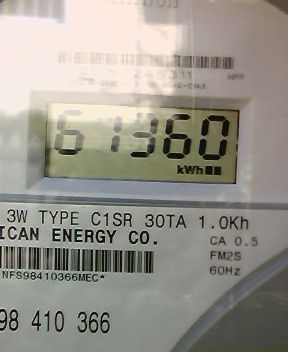 HPP
61360
kWh
3W TYPE C1SR 30TA 1.0Kh
ICAN ENERGY CO.
CA 0.5
FM2S
NFS98410366MEC*
60Hz
98 410 366